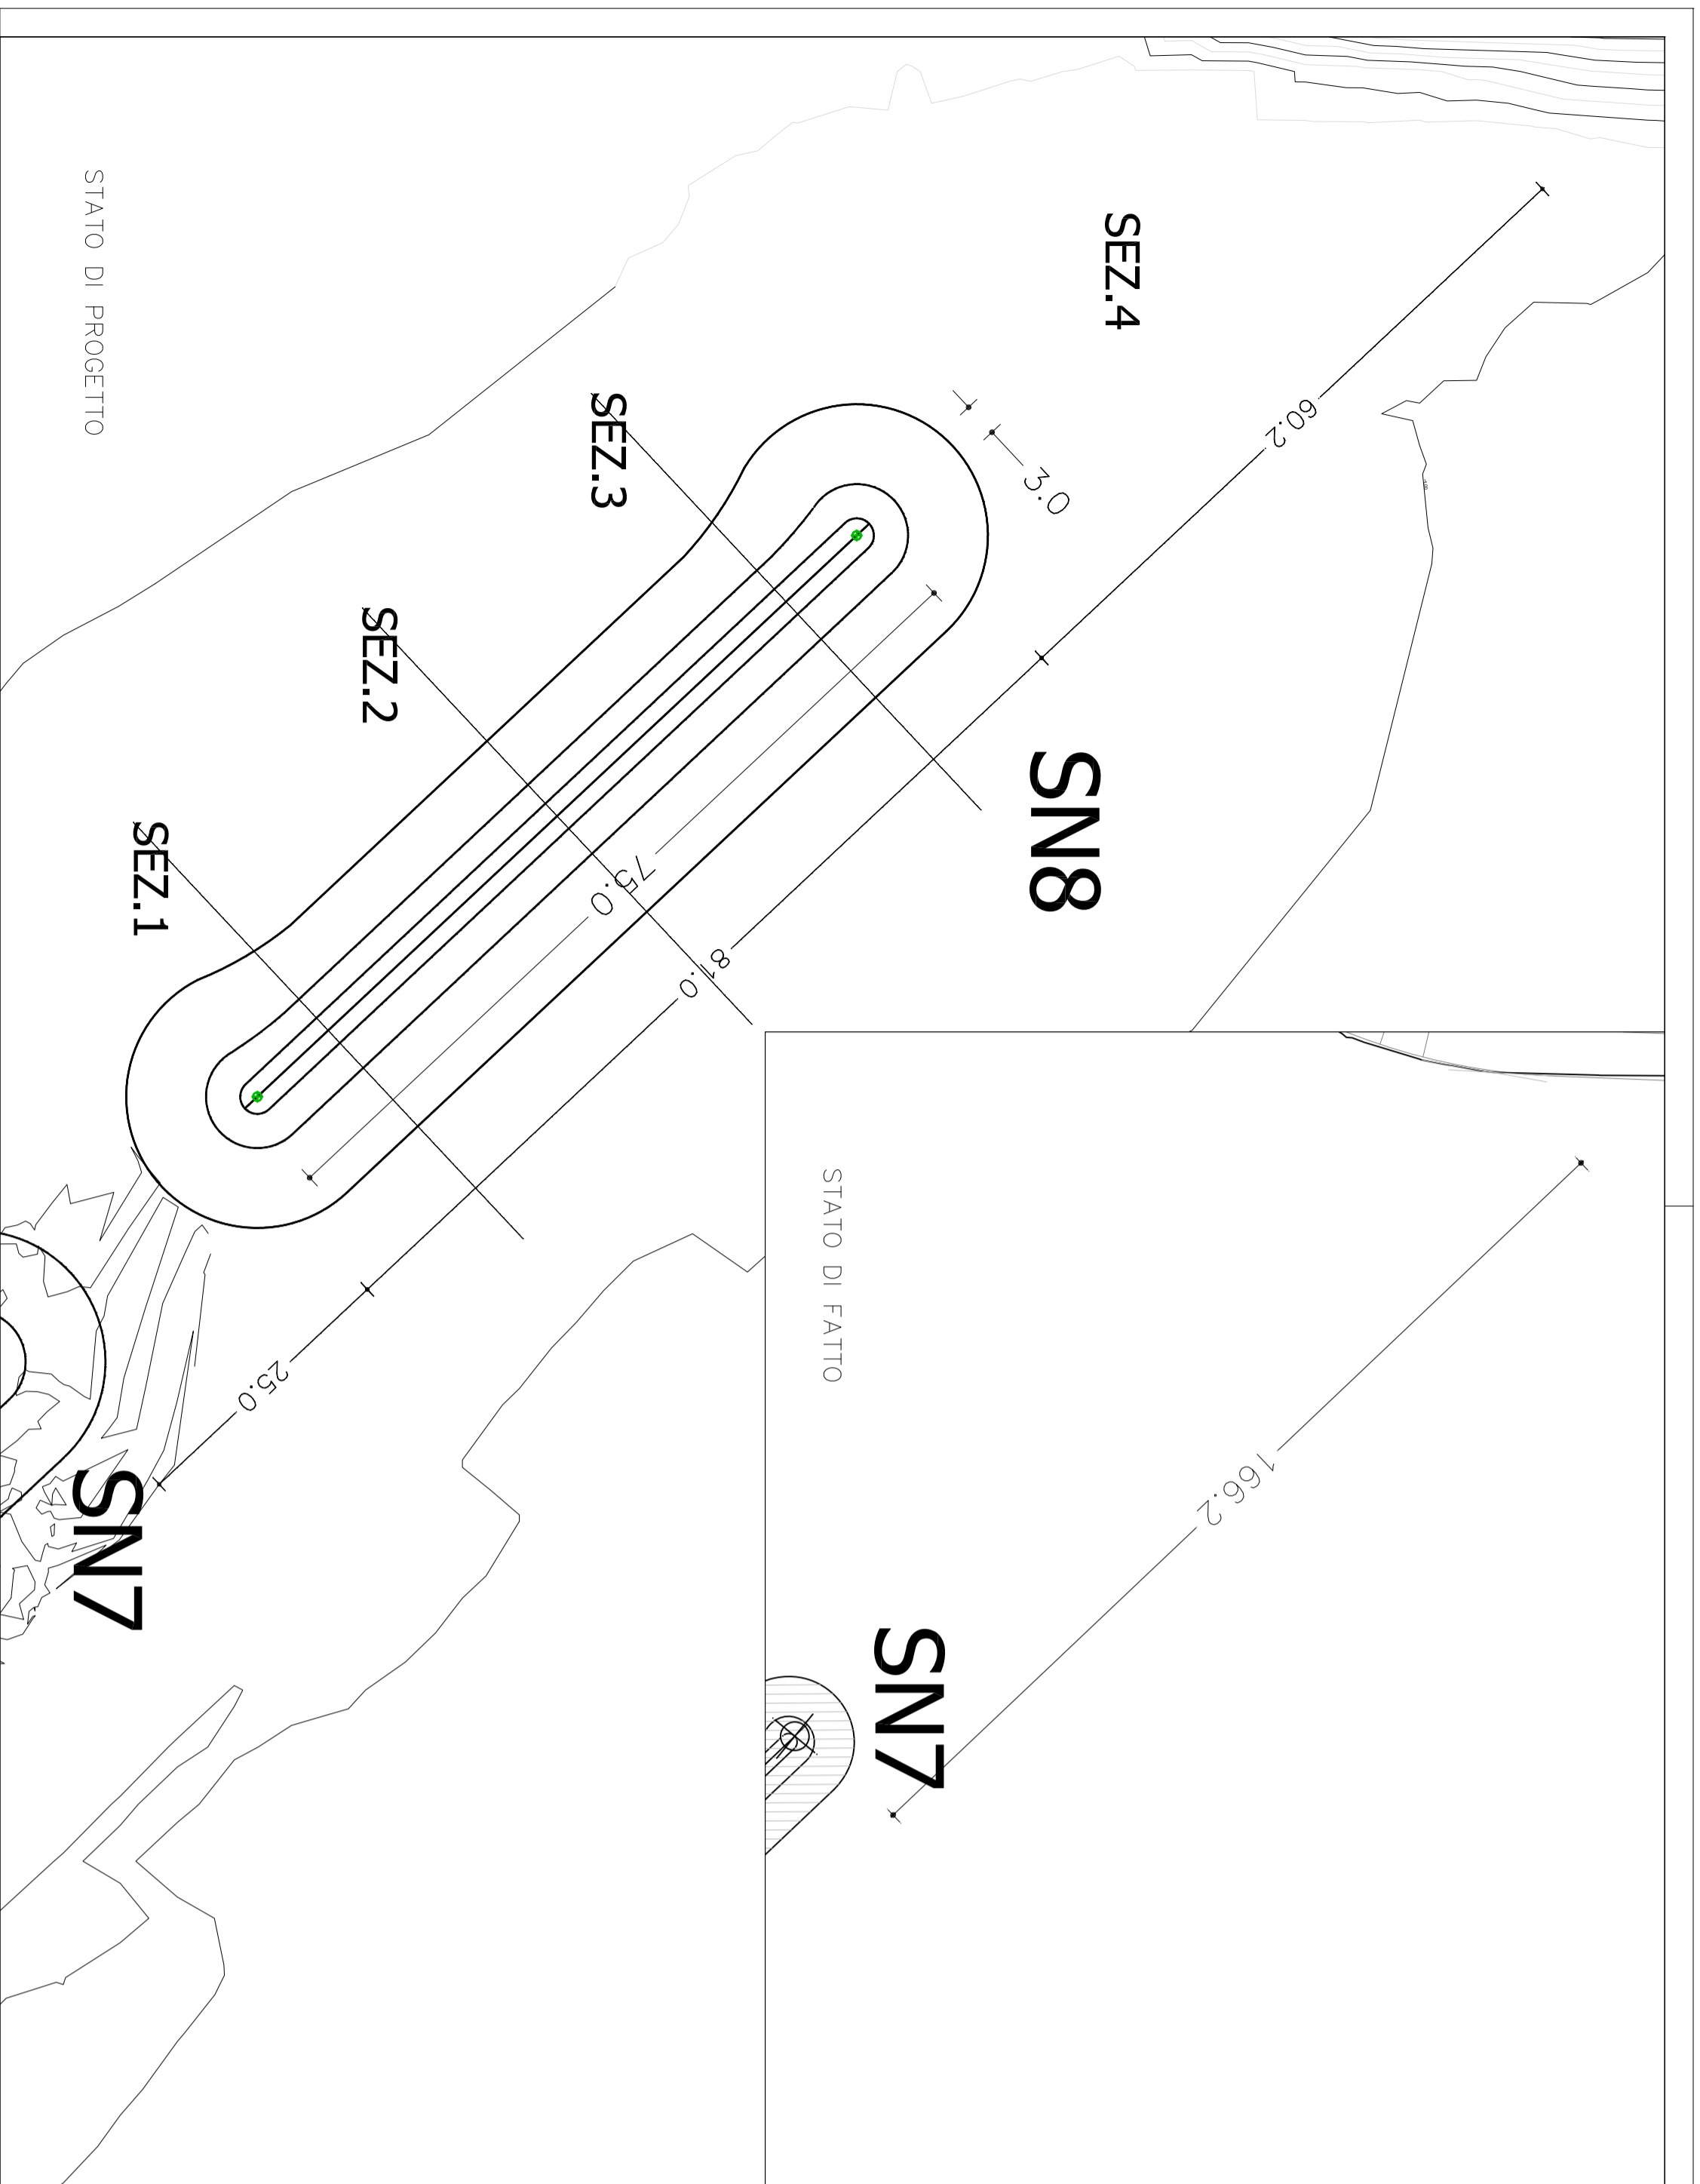 STATO DI PROGETTO
SEZ.4
60.2
SEZ.3
3.0
SEZ.2
SN8
SEZ.1
75.0
78.0
25.0
SN7
STATO DI FATTO
166.2
SN7